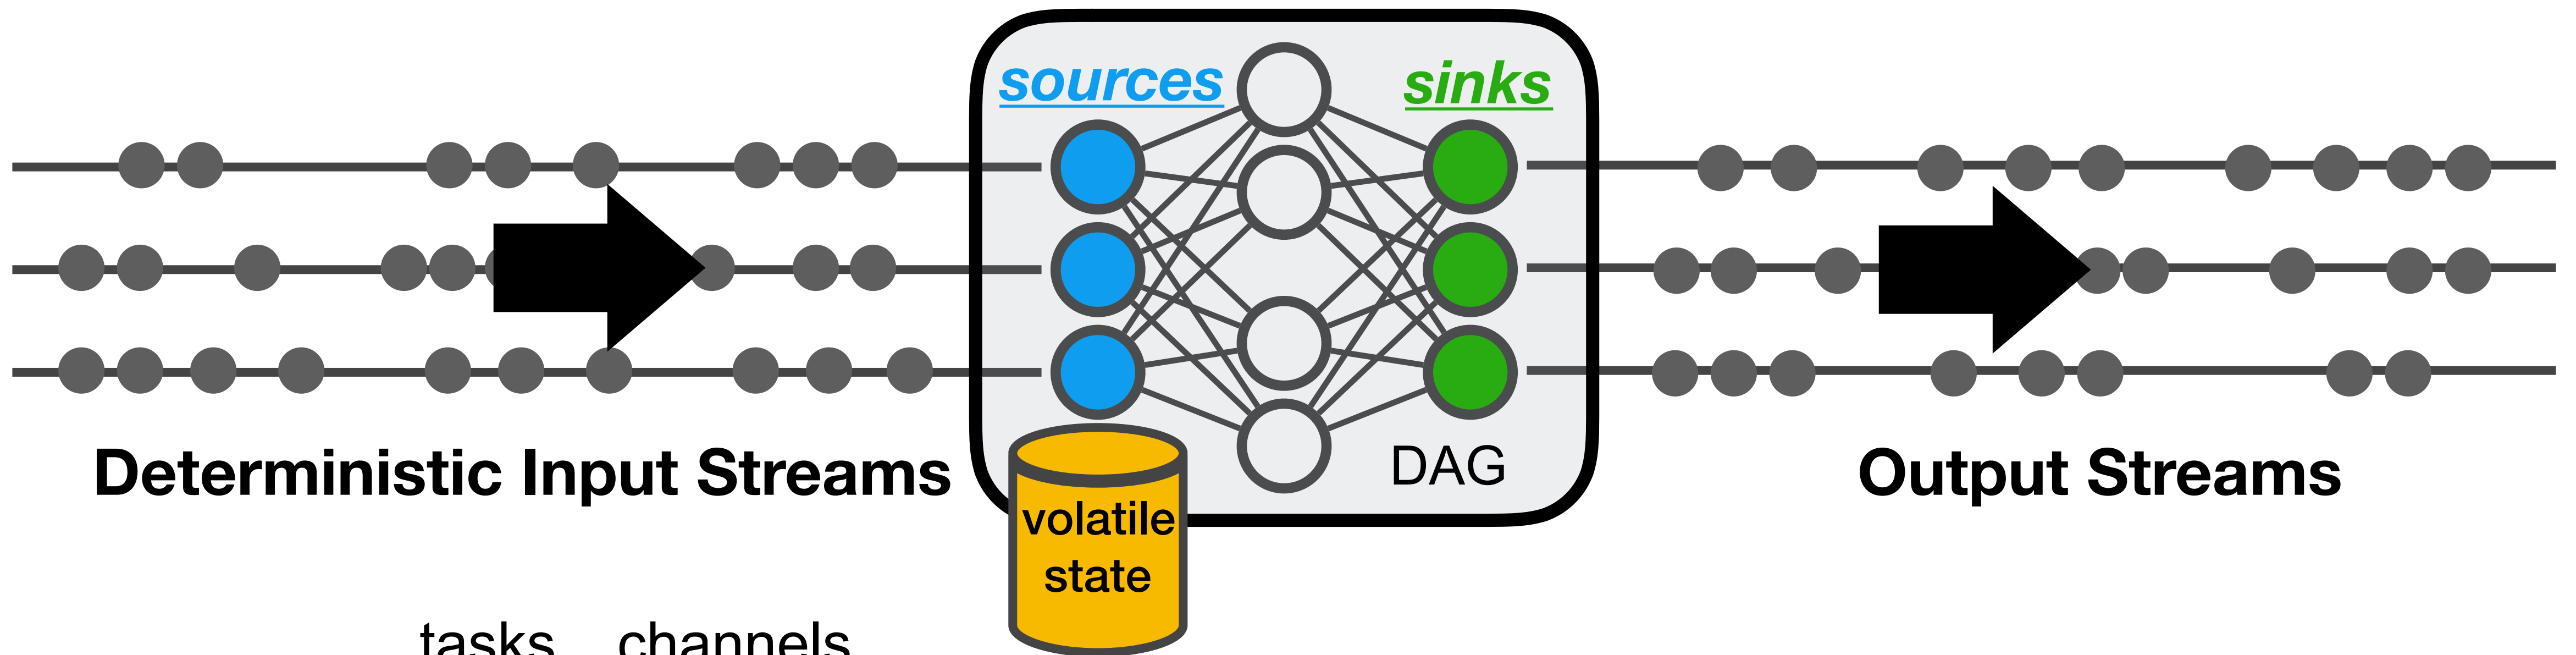 sources
sinks
Deterministic Input Streams
DAG
Output Streams
volatile
state
tasks channels